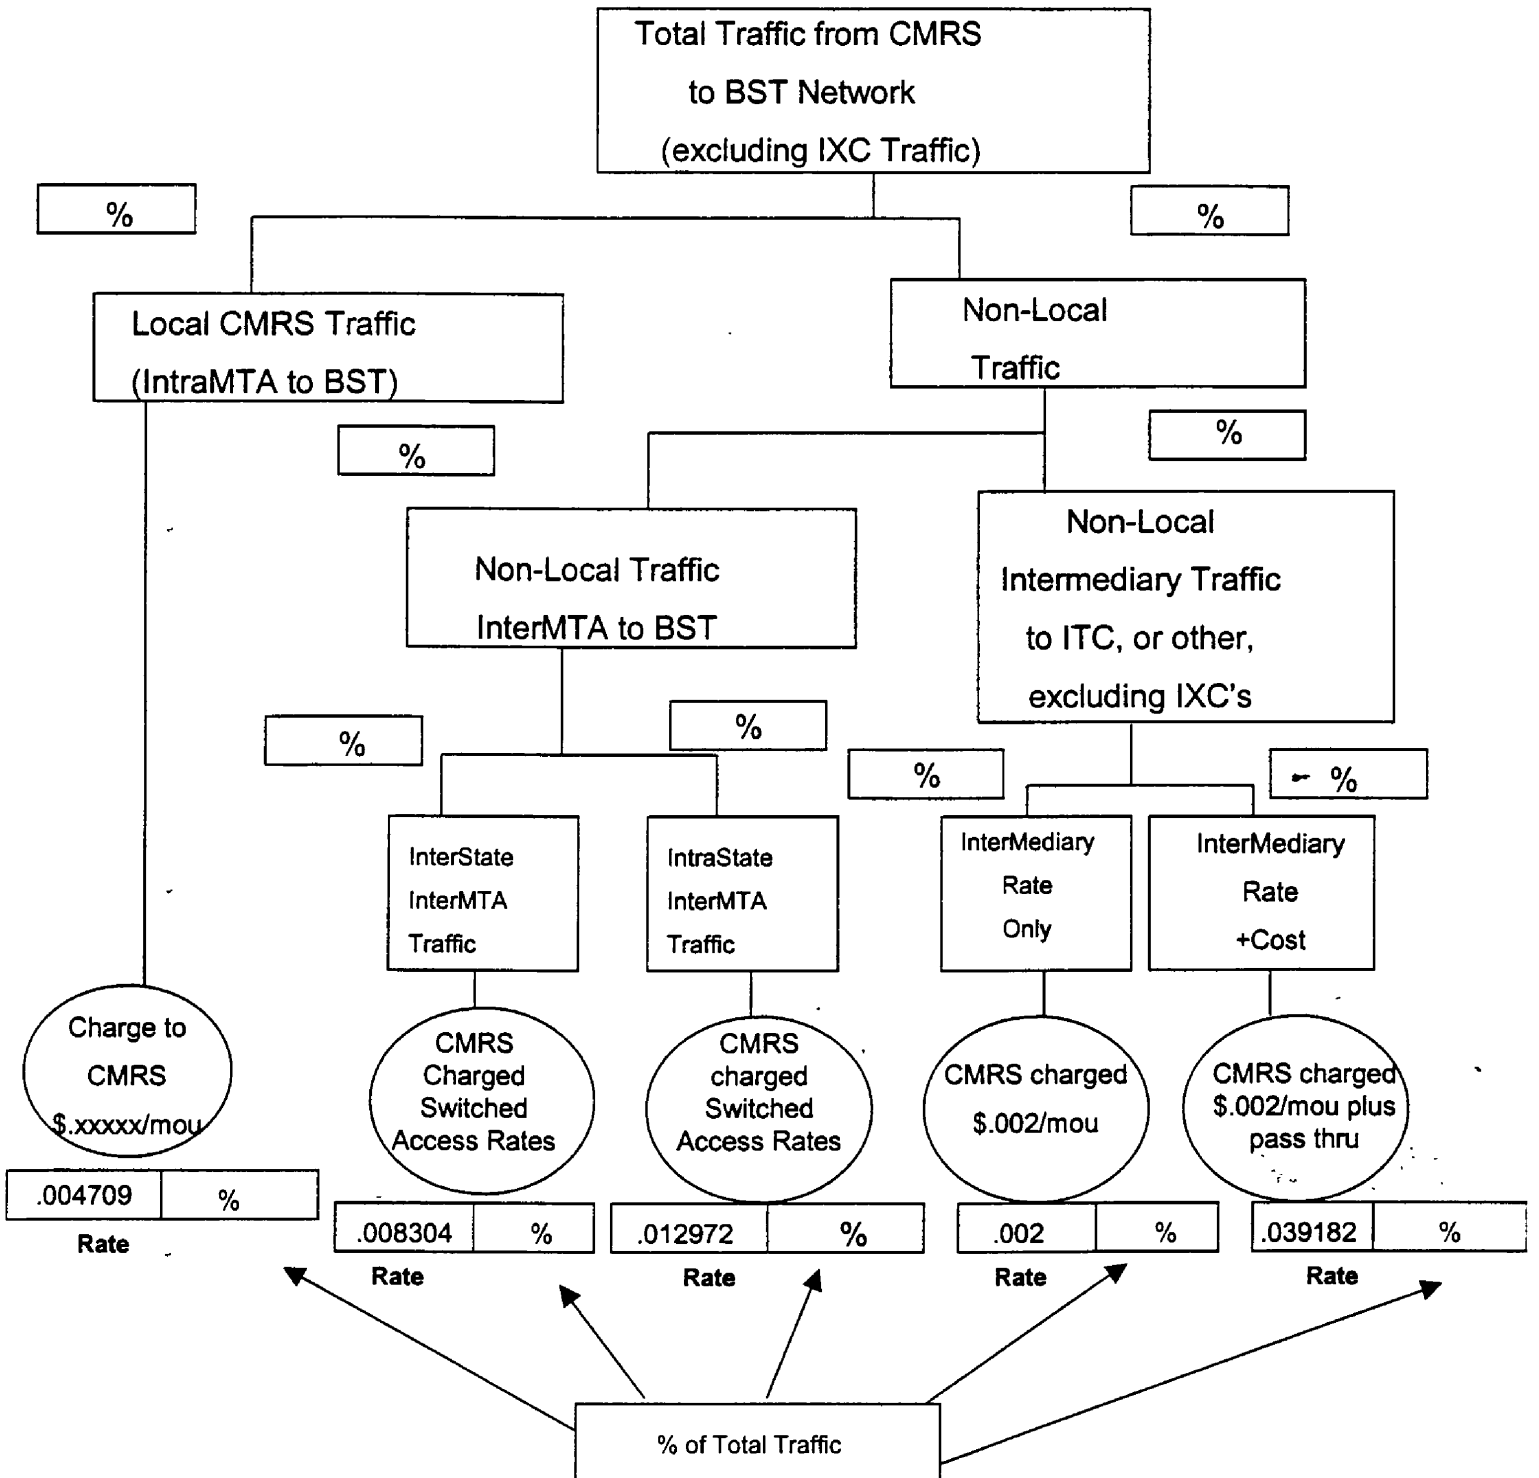 Total Traffic from CMRS
to BST Network
(excluding IXC Traffic)
%
%
Local CMRS Traffic
(IntraMTA to BST)
Non-Local
Traffic
%
%
Non-Local Traffic
InterMTA to BST
Non-Local
Intermediary Traffic
to ITC, or other,
excluding IXC's
%
%
%
%
InterState
InterMTA
Traffic
IntraState
InterMTA
Traffic
InterMediary
Rate
Only
InterMediary
Rate
+Cost
Charge to
CMRS
$.xxxxx/mou
CMRS
Charged
Switched
Access Rates
CMRS
charged
Switched
Access Rates
CMRS charged
$.002/mou
CMRS charged
$.002/mou plus
pass thru
.004709 %
Rate
.008304 %
Rate
.012972 %
Rate
.002 %
Rate
.039182 %
Rate
% of Total Traffic